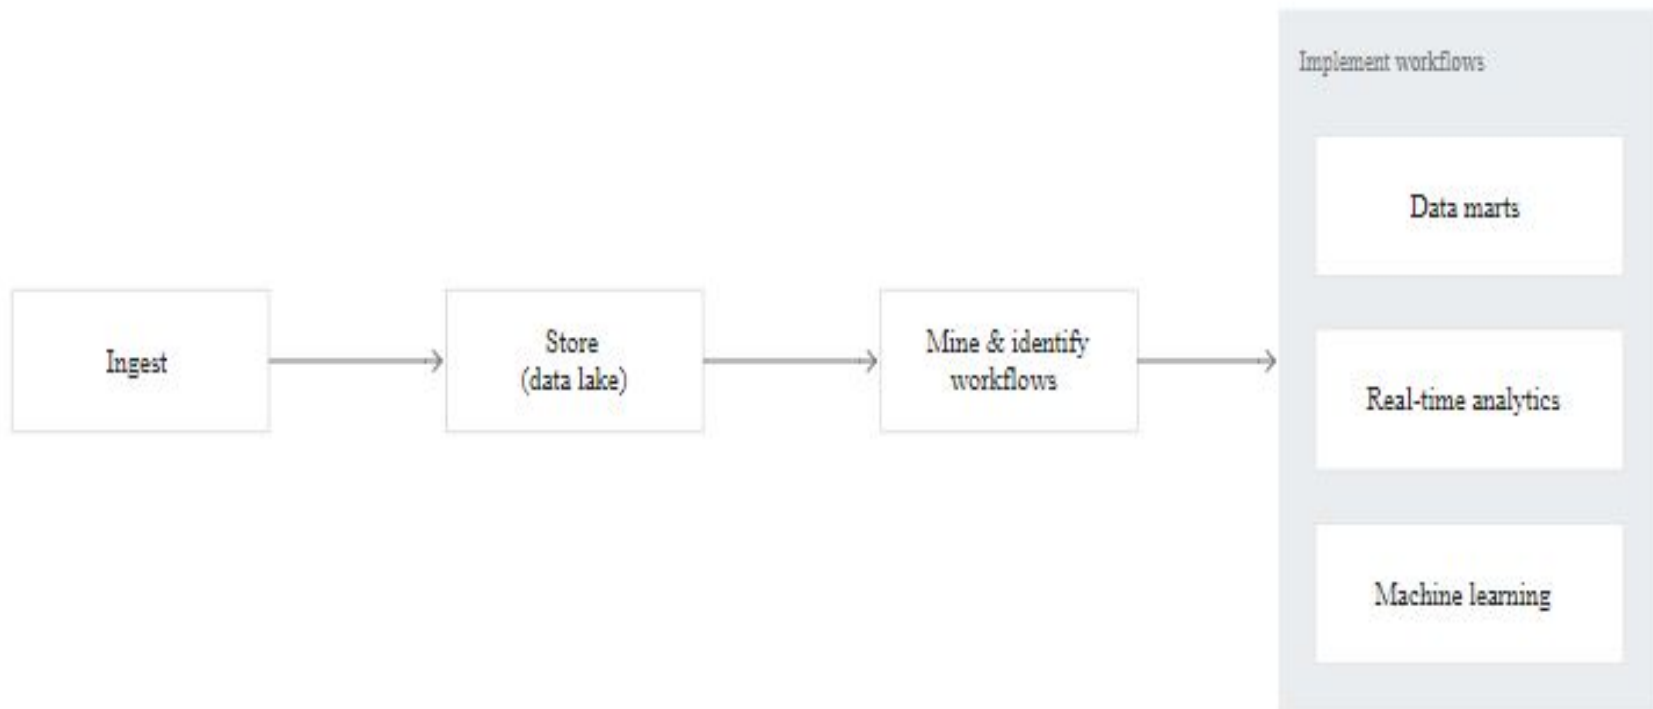 Implement workflows
Data marts
Ingest
Store
(data lake)
Mine & identify
workflows
Real-time analytics
Machine learning